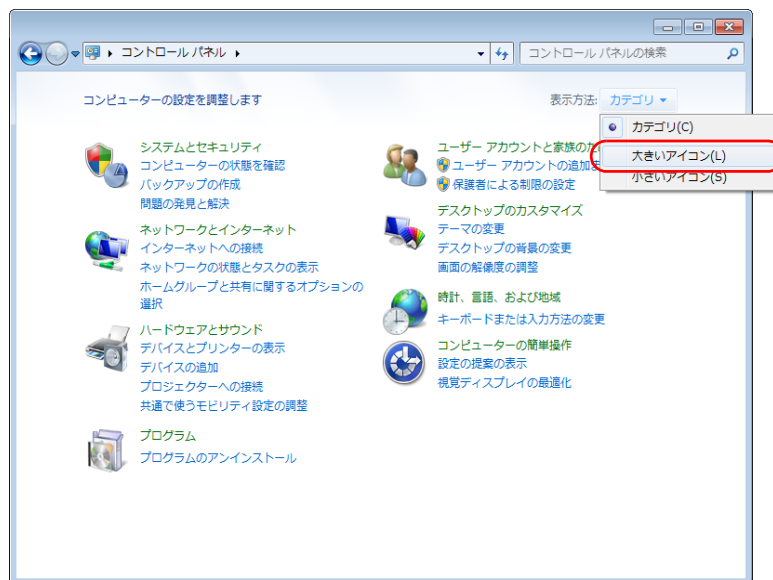 コントロール パネル
コントロール パネルの検索
コンピューターの設定を調整します
表示方法:
カテゴリ
カテゴリ(C)
大きいアイコン(L)
小さいアイコン(S)
システムとセキュリティ
コンピューターの状態を確認
バックアップの作成
問題の発見と解決
ネットワークとインターネット
インターネットへの接続
ネットワークの状態とタスクの表示
ホームグループと共有に関するオプションの
選択
ハードウェアとサウンド
デバイスとプリンターの表示
デバイスの追加
プロジェクターへの接続
共通で使うモビリティ設定の調整
プログラム
プログラムのアンインストール
ユーザー アカウントと家族のた
ユーザー アカウントの追加ま
保護者による制限の設定
デスクトップのカスタマイズ
テーマの変更
デスクトップの背景の変更
画面の解像度の調整
時計、言語、および地域
キーボードまたは入力方法の変更
コンピューターの簡単操作
設定の提案の表示
視覚ディスプレイの最適化